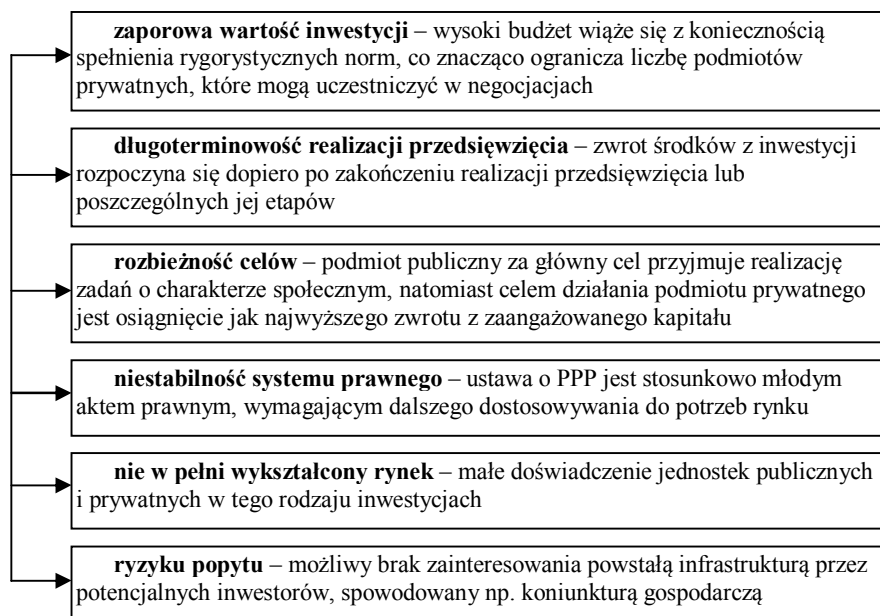 zaporowa wartość inwestycji – wysoki budżet wiąże się z koniecznością
spełnienia rygorystycznych norm, co znacząco ogranicza liczbę podmiotów
prywatnych, które mogą uczestniczyć w negocjacjach
długoterminowość realizacji przedsięwzięcia – zwrot środków z inwestycji
rozpoczyna się dopiero po zakończeniu realizacji przedsięwzięcia lub
poszczególnych jej etapów
rozbieżność celów – podmiot publiczny za główny cel przyjmuje realizację
zadań o charakterze społecznym, natomiast celem działania podmiotu prywatnego
jest osiągnięcie jak najwyższego zwrotu z zaangażowanego kapitału
niestabilność systemu prawnego – ustawa o PPP jest stosunkowo młodym
aktem prawnym, wymagającym dalszego dostosowywania do potrzeb rynku
nie w pełni wykształcony rynek – małe doświadczenie jednostek publicznych
i prywatnych w tego rodzaju inwestycjach
ryzyku popytu – możliwy brak zainteresowania powstałą infrastrukturą przez
potencjalnych inwestorów, spowodowany np. koniunkturą gospodarczą